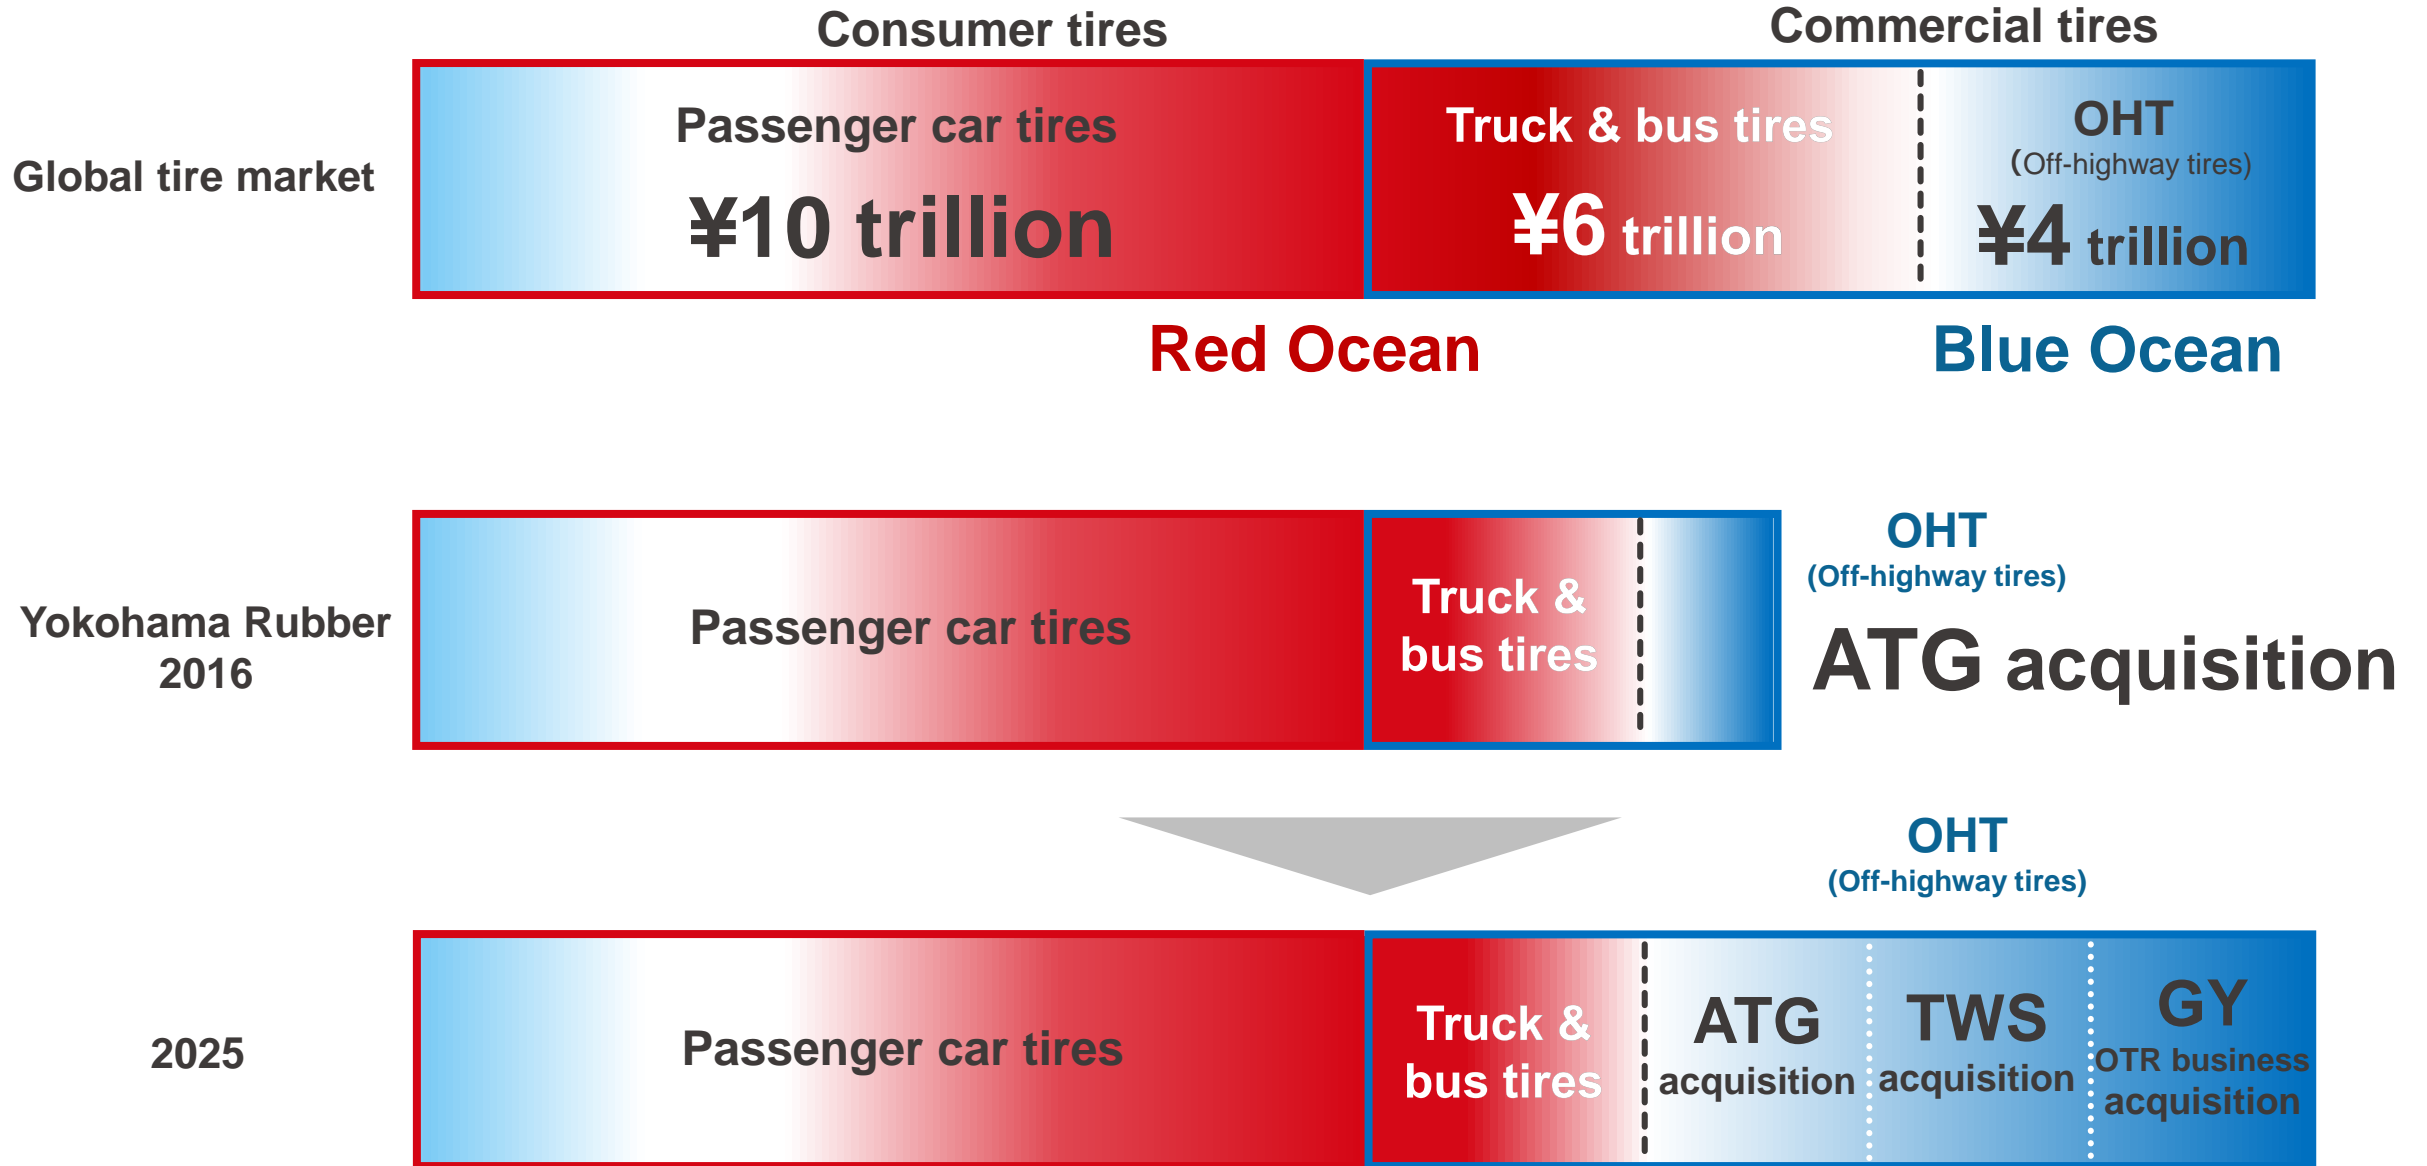 Consumer tires
Commercial tires
Global tire market
Passenger car tires
¥10 trillion
Truck & bus tires
¥6 trillion
OHT
(Off-highway tires)
¥4 trillion
Red Ocean
Blue Ocean
Yokohama Rubber
2016
Passenger car tires
Truck &
bus tires
OHT
(Off-highway tires)
ATG acquisition
OHT
(Off-highway tires)
2025
Passenger car tires
Truck &
bus tires
ATG
acquisition
TWS
acquisition
GY
OTR business
acquisition